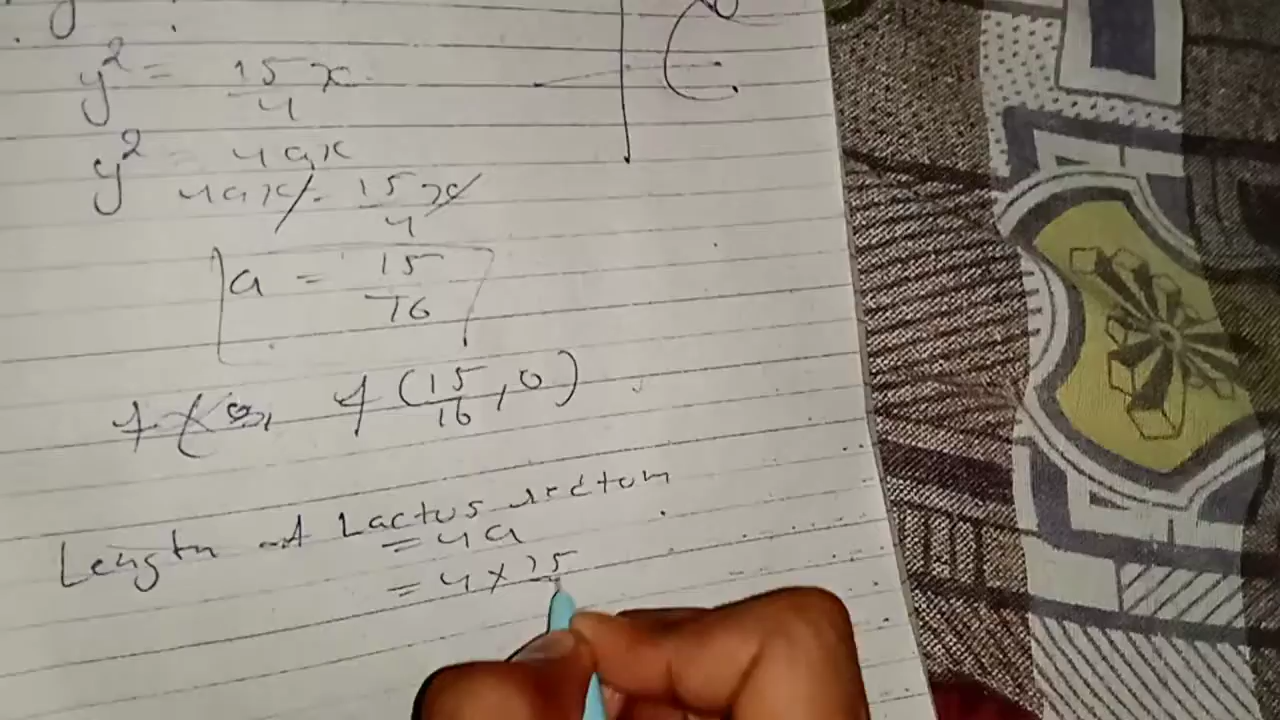 y² = 15/4 x
y² = 4ax
4ax = 15x/4
a = 15/16
f(15/16, 0)
Length of Lactus rectum
= 4a
= 4 × 15